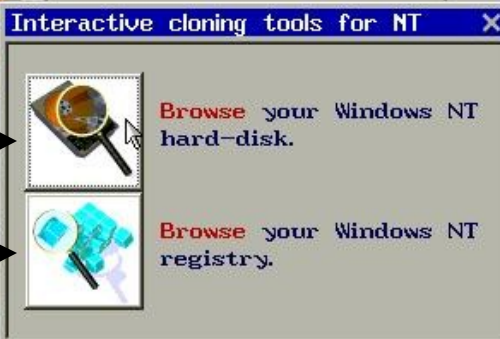 Interactive cloning tools for NT
Browse your Windows NT
hard-disk.
Browse your Windows NT
registry.